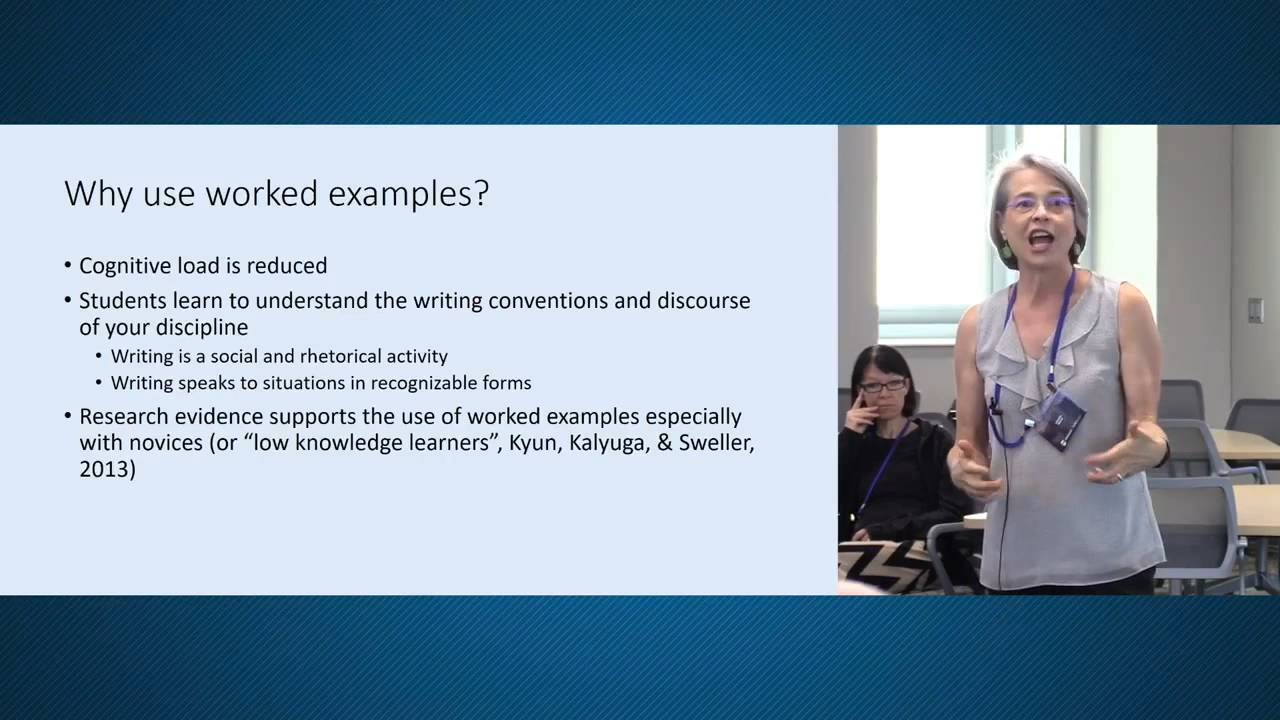 Why use worked examples?
• Cognitive load is reduced
• Students learn to understand the writing conventions and discourse
of your discipline
• Writing is a social and rhetorical activity
• Writing speaks to situations in recognizable forms
• Research evidence supports the use of worked examples especially
with novices (or “low knowledge learners”, Kyun, Kalyuga, & Sweller,
2013)